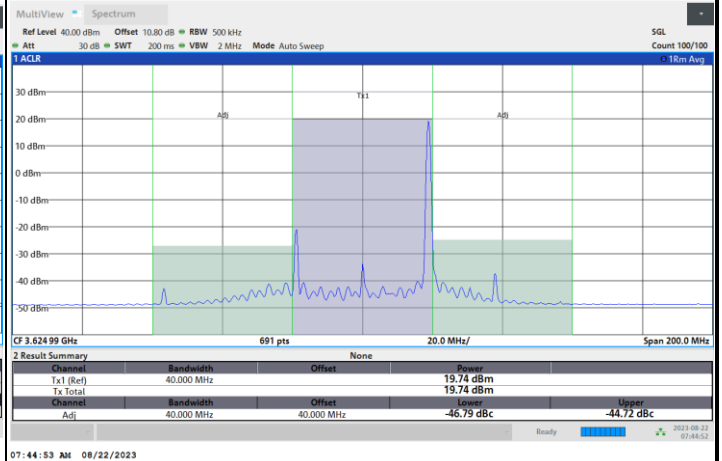 MultiView Spectrum
Ref Level 40.00 dBm Offset 10.80 dB RBW 500 kHz SGL
Att 30 dB SWT 200 ms VBW 2 MHz Mode Auto Sweep Count 100/100
1 ACLR 1Rm Avg
30 dBm
Tx1
20 dBm
Adj Adj
10 dBm
0 dBm
-10 dBm
-20 dBm
-30 dBm
-40 dBm
-50 dBm
CF 3.624 99 GHz 691 pts 20.0 MHz/ Span 200.0 MHz
2 Result Summary None
Channel Bandwidth Offset Power
Tx1 (Ref) 40.000 MHz 19.74 dBm
Tx Total 19.74 dBm
Channel Bandwidth Offset Lower Upper
Adj 40.000 MHz 40.000 MHz -46.79 dBc -44.72 dBc
Ready 2023-08-22
07:44:52
07:44:53 AM 08/22/2023